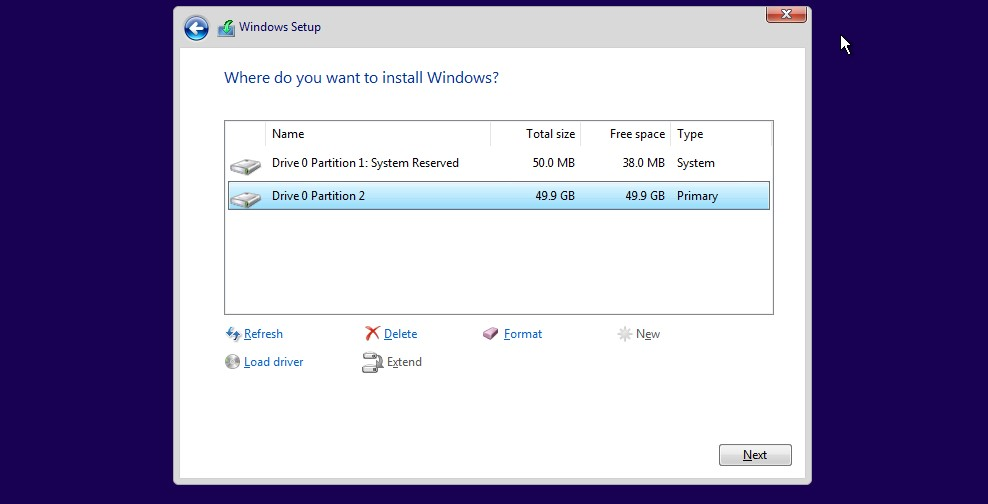 Windows Setup
Where do you want to install Windows?
Name Total size Free space Type
Drive 0 Partition 1: System Reserved 50.0 MB 38.0 MB System
Drive 0 Partition 2 49.9 GB 49.9 GB Primary
Refresh Delete Format New
Load driver Extend
Next